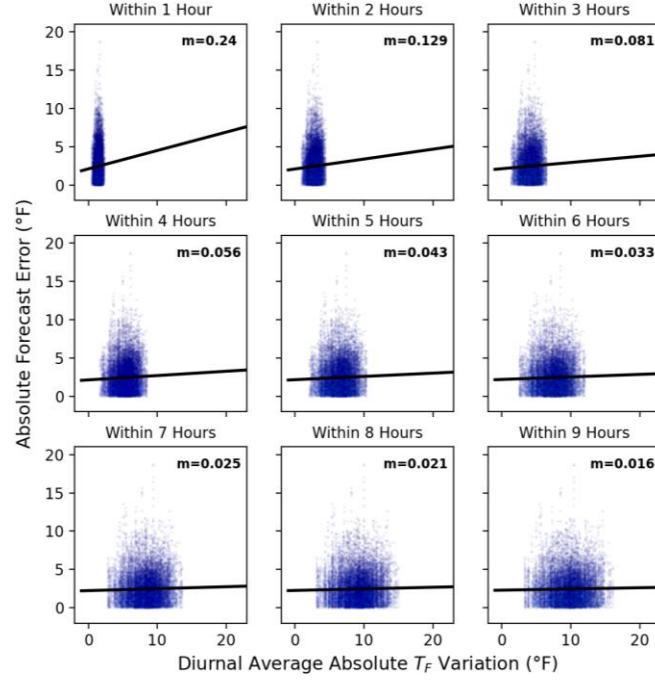 Within 1 Hour
Within 2 Hours
Within 3 Hours
20
15
10
5
0
m=0.24
m=0.129
m=0.081
Within 4 Hours
Within 5 Hours
Within 6 Hours
20
15
10
5
0
m=0.056
m=0.043
m=0.033
Within 7 Hours
Within 8 Hours
Within 9 Hours
20
15
10
5
0
m=0.025
m=0.021
m=0.016
0 10 20
0 10 20
0 10 20
Absolute Forecast Error (°F)
Diurnal Average Absolute T_F Variation (°F)